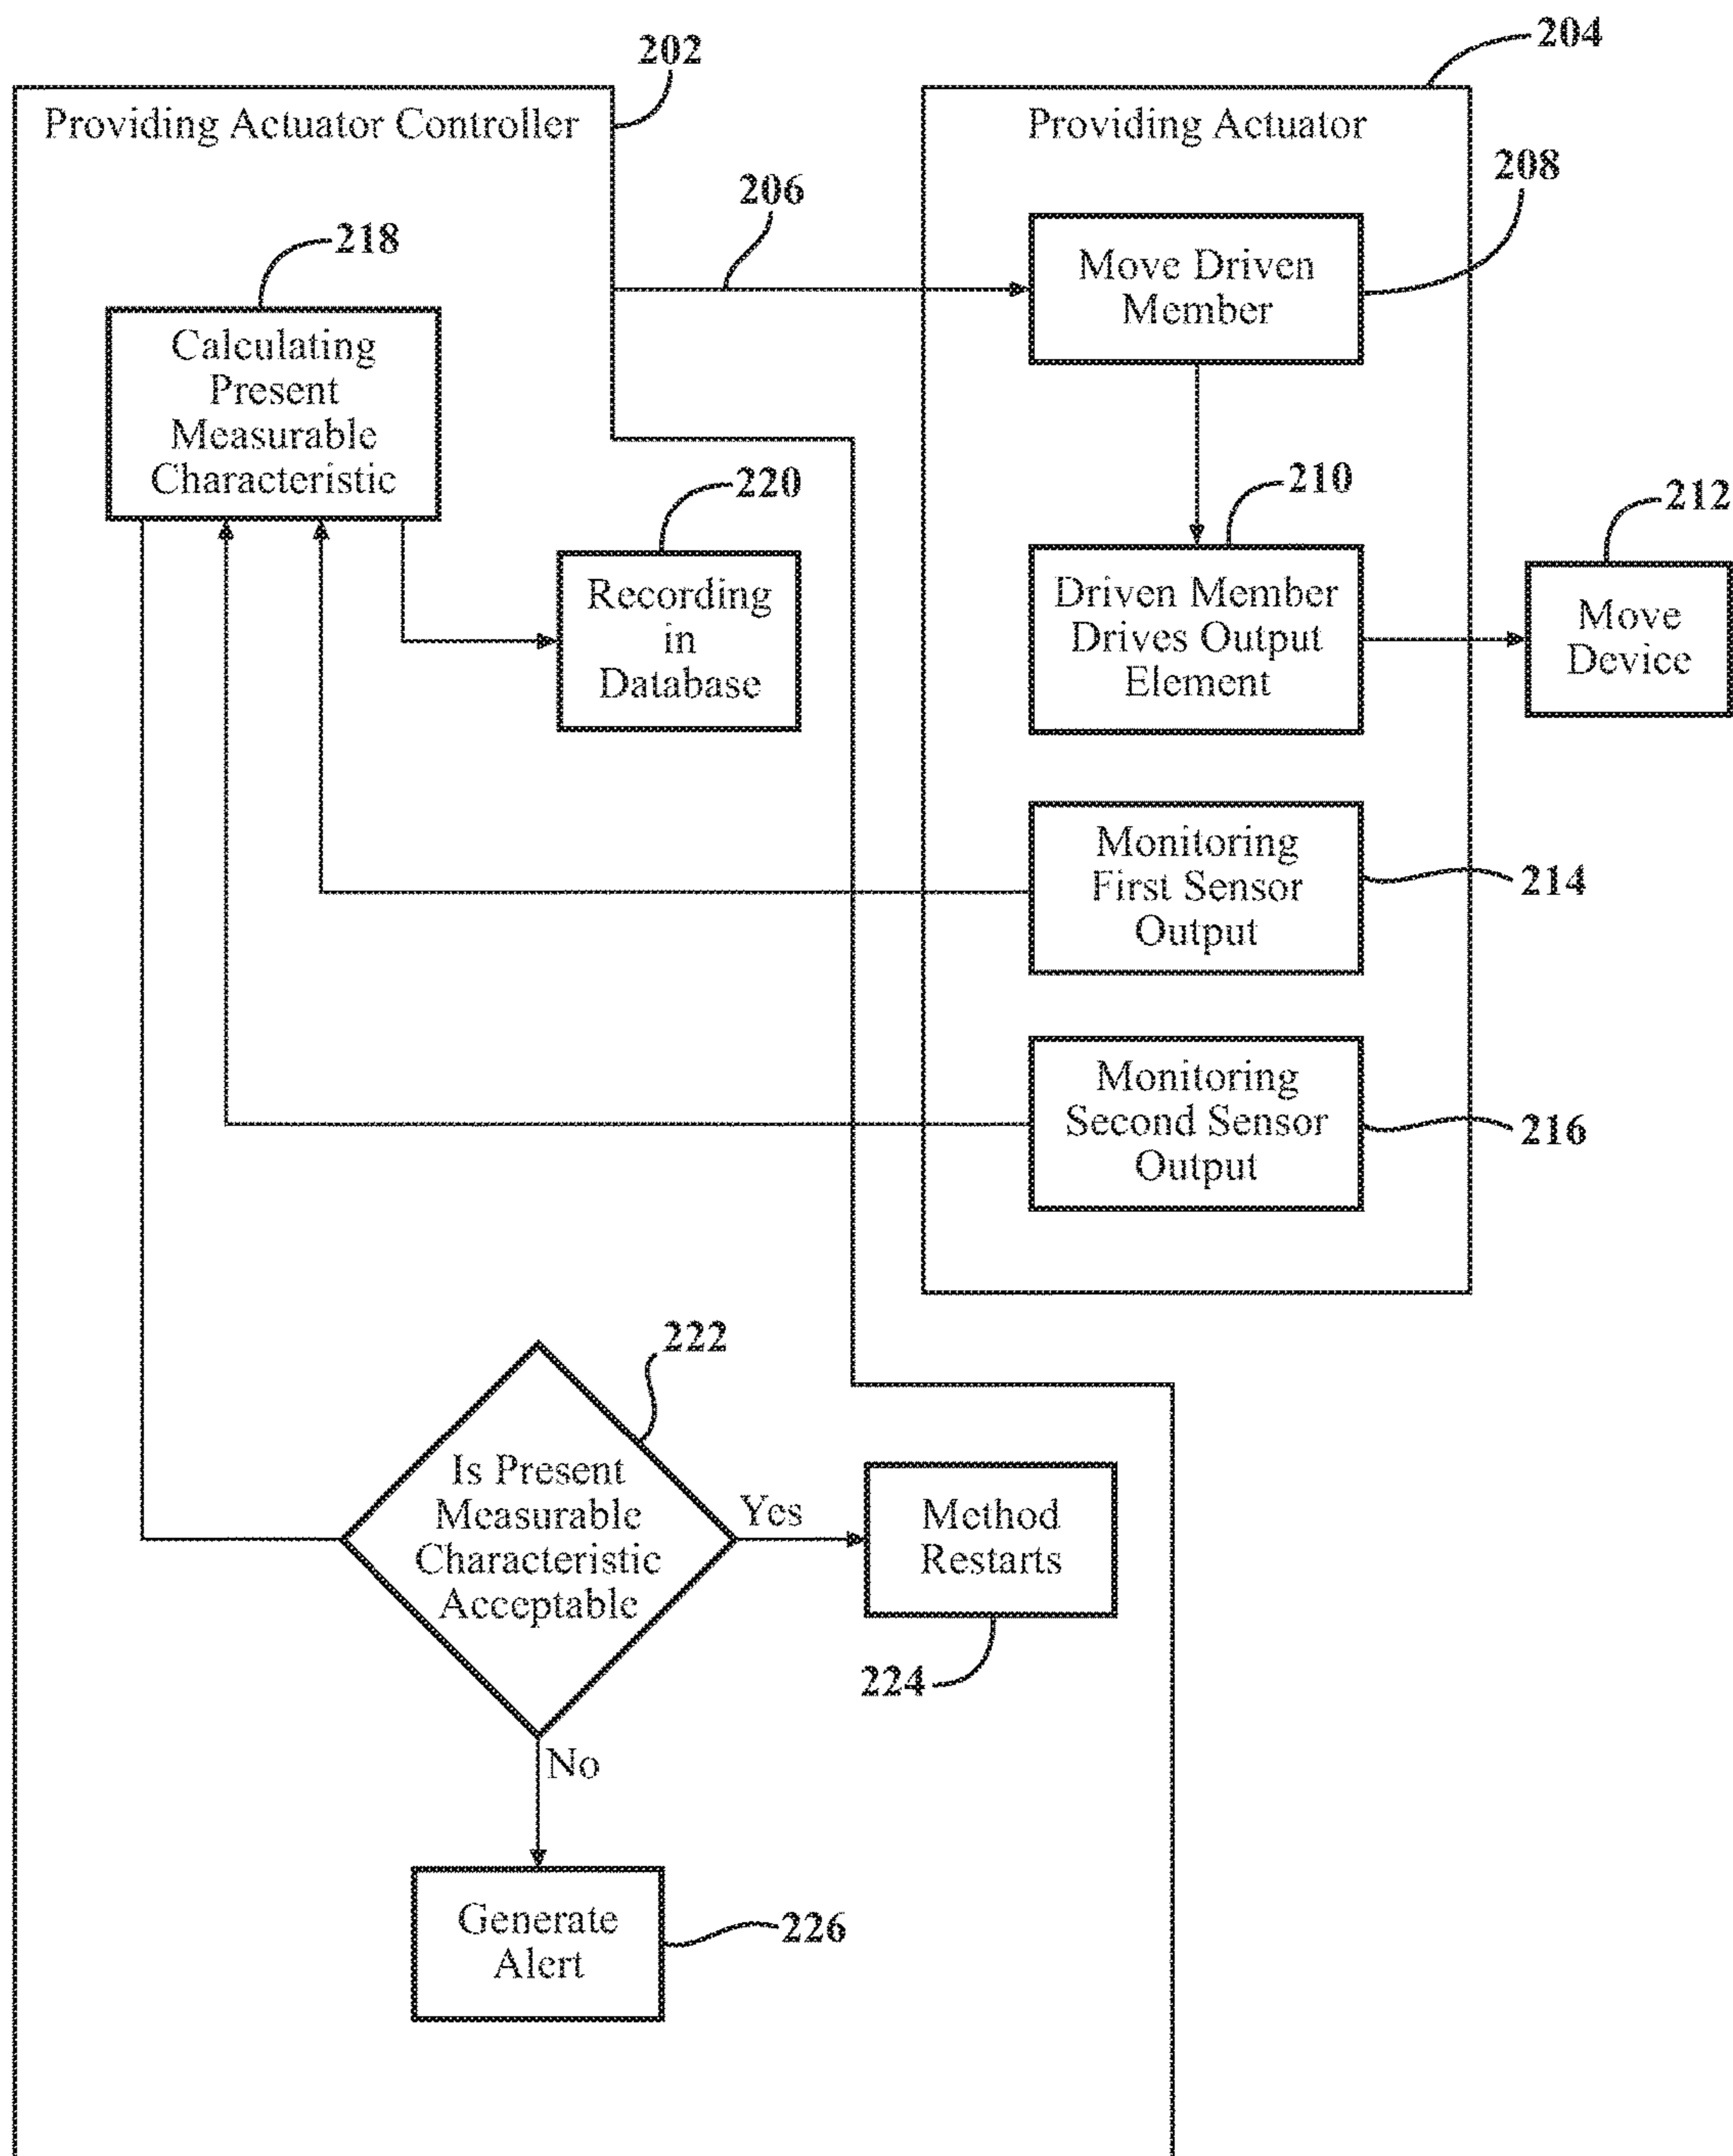 202
204
Providing Actuator Controller
Providing Actuator
208
206
218
Move Driven
Member
Calculating
Present
Measurable
Characteristic
220
210
212
Recording
in
Database
Driven Member
Drives Output
Element
Move
Device
Monitoring
First Sensor
Output
214
Monitoring
Second Sensor
Output
216
222
Is Present
Measurable
Characteristic
Acceptable
Yes
Method
Restarts
224
No
Generate
Alert
226